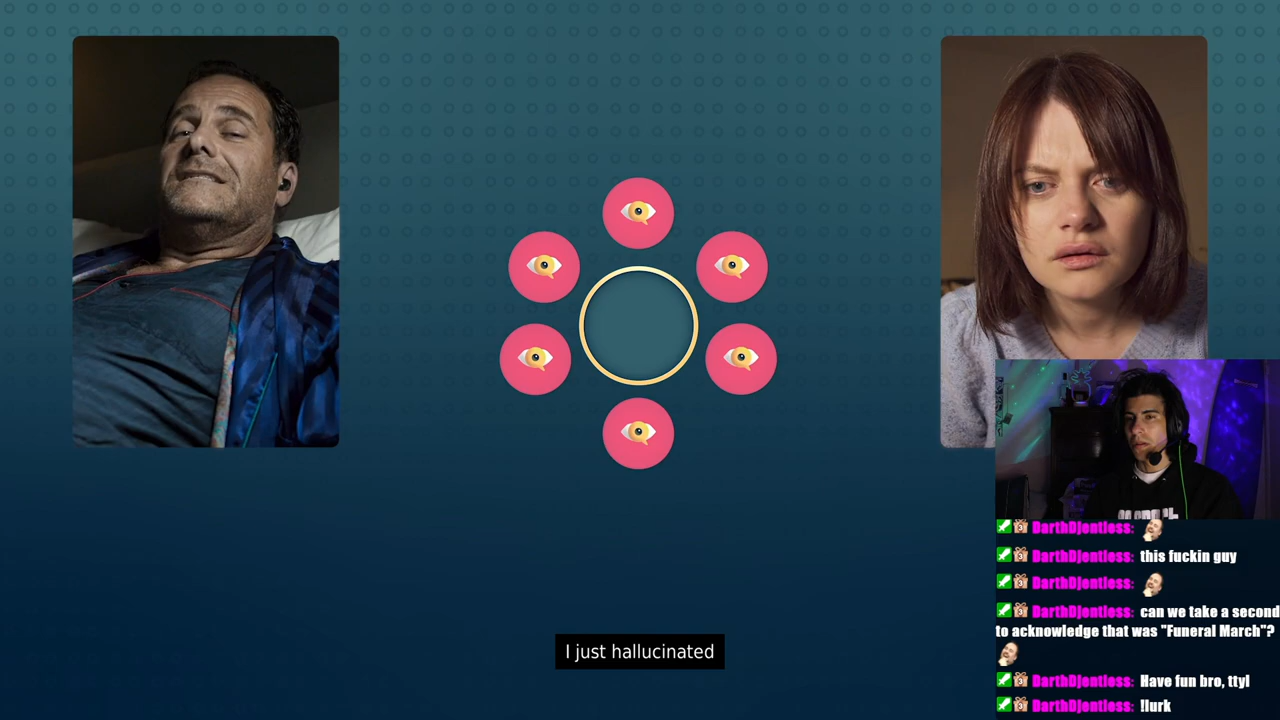 DarthDjentless:
DarthDjentless: this fuckin guy
DarthDjentless:
DarthDjentless: can we take a second
to acknowledge that was "Funeral March"?
DarthDjentless: Have fun bro, ttyl
DarthDjentless: !lurk
I just hallucinated